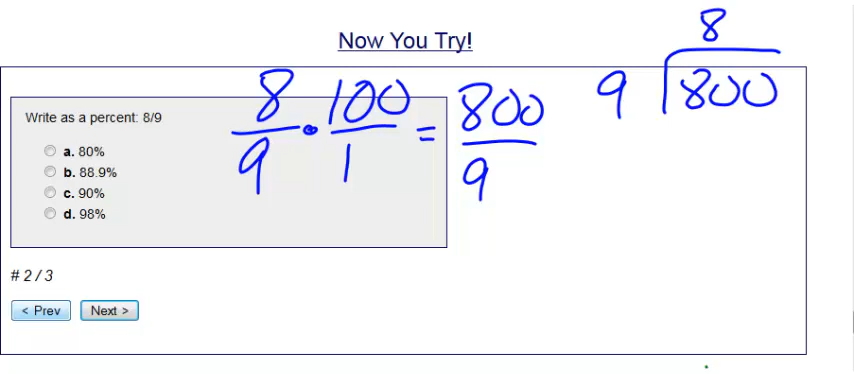 Now You Try!
8
8/9 · 100/1 = 800/9
9 800
Write as a percent: 8/9
a. 80%
b. 88.9%
c. 90%
d. 98%
# 2 / 3
< Prev Next >